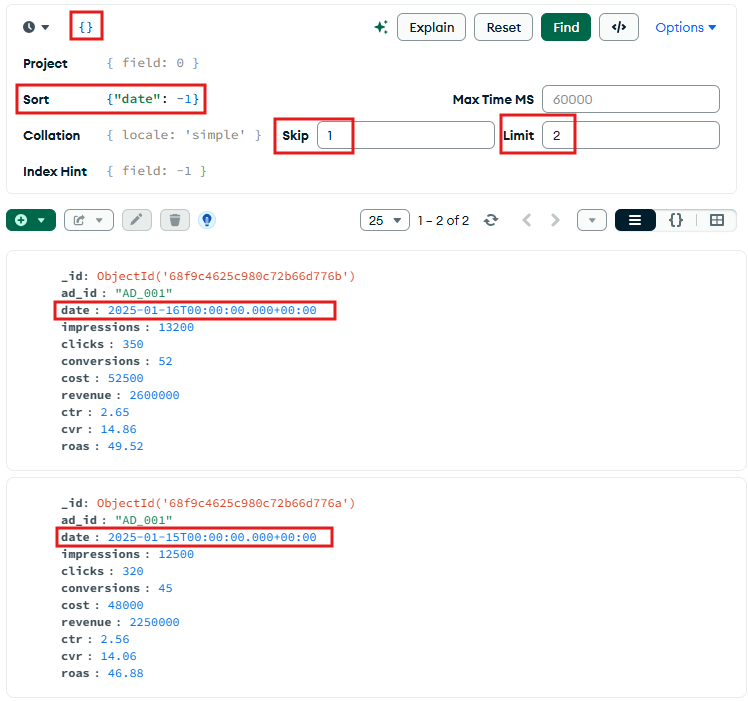 {}
Explain Reset Find </> Options
Project { field: 0 }
Sort {"date": -1} Max Time MS 60000
Collation { locale: 'simple' } Skip 1 Limit 2
Index Hint { field: -1 }
25 1 – 2 of 2 {}
_id: ObjectId('68f9c4625c980c72b66d776b')
ad_id : "AD_001"
date : 2025-01-16T00:00:00.000+00:00
impressions : 13200
clicks : 350
conversions : 52
cost : 52500
revenue : 2600000
ctr : 2.65
cvr : 14.86
roas : 49.52
_id: ObjectId('68f9c4625c980c72b66d776a')
ad_id : "AD_001"
date : 2025-01-15T00:00:00.000+00:00
impressions : 12500
clicks : 320
conversions : 45
cost : 48000
revenue : 2250000
ctr : 2.56
cvr : 14.06
roas : 46.88